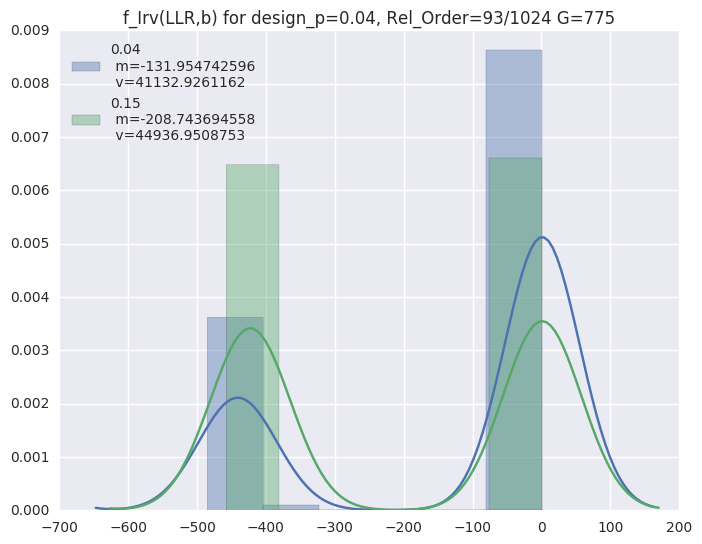 f_Irv(LLR,b) for design_p=0.04, Rel_Order=93/1024 G=775
0.04
m=-131.954742596
v=41132.9261162
0.15
m=-208.743694558
v=44936.9508753
0.009
0.008
0.007
0.006
0.005
0.004
0.003
0.002
0.001
0.000
−700 −600 −500 −400 −300 −200 −100 0 100 200